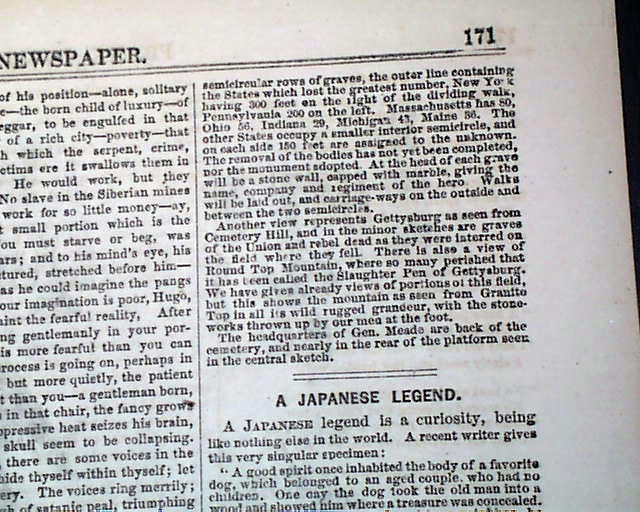 171
NEWSPAPER.
of his position—alone, solitary
e—the born child of luxury—of
eggar, to be engulfed in that
of a rich city—poverty—that
h which the serpent, crime,
ctims ere it swallows them in
He would work, but they
No slave in the Siberian mines
work for so little money—ay,
t small portion which is the
ou must starve or beg, was
ars; and to his mind's eye, his
tured, stretched before him—
as he could imagine the pangs
our imagination is poor, Hugo,
aint the fearful reality. After
ng gentlemanly in your por-
is more fearful than you can
process is going on, perhaps in
but more quietly, the patient
t than you—a gentleman born,
in that chair, the fancy grows
ppressive heat seizes his brain,
skull seem to be collapsing.
there are some voices in the
hide thyself within thyself; let
ery. The voices ring merrily;
gh of satanic peal, triumphing
semicircular rows of graves, the outer line containing
the States which lost the greatest number, New York
having 300 feet on the right of the dividing walk,
Pennsylvania 200 on the left. Massachusetts has 80,
Ohio 56, Indiana 29, Michigan 43, Maine 36. The
other States occupy a smaller interior semicircle, and
on each side 150 feet are assigned to the unknown.
The removal of the bodies has not yet been completed,
nor the monument adopted. At the head of each grave
will be a stone wall, capped with marble, giving the
name, company and regiment of the hero. Walks
will be laid out, and carriage-ways on the outside and
between the two semicircles.
Another view represents Gettysburg as seen from
Cemetery Hill, and in the minor sketches are graves
of the Union and rebel dead as they were interred on
the field where they fell. There is also a view of
Round Top Mountain, where so many perished that
it has been called the Slaughter Pen of Gettysburg.
We have given already views of portions of this field,
but this shows the mountain as seen from Granite
Top in all its wild rugged grandeur, with the stone-
works thrown up by our men at the foot.
The headquarters of Gen. Meade are back of the
cemetery, and nearly in the rear of the platform seen
in the central sketch.
A JAPANESE LEGEND.
A JAPANESE legend is a curiosity, being
like nothing else in the world. A recent writer gives
this very singular specimen:
"A good spirit once inhabited the body of a favorite
dog, which belonged to an aged couple, who had no
children. One day the dog took the old man into a
wood and showed him where a treasure was concealed.